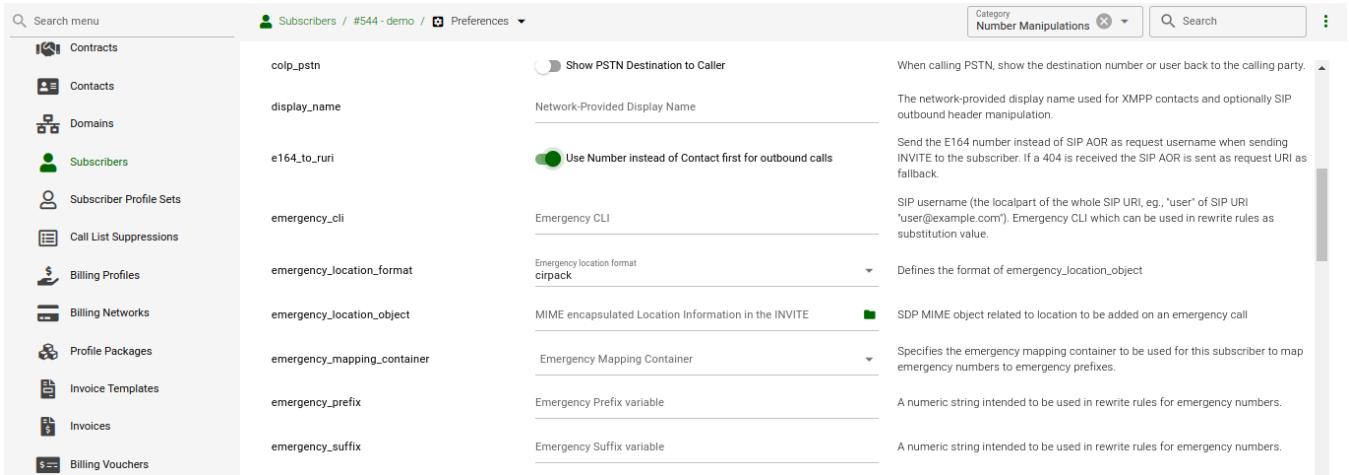 Search menu
Subscribers / #544 - demo / Preferences
Category
Number Manipulations
Search
Contracts
Contacts
Domains
Subscribers
Subscriber Profile Sets
Call List Suppressions
Billing Profiles
Billing Networks
Profile Packages
Invoice Templates
Invoices
Billing Vouchers
colp_pstn
Show PSTN Destination to Caller
When calling PSTN, show the destination number or user back to the calling party.
display_name
Network-Provided Display Name
The network-provided display name used for XMPP contacts and optionally SIP
outbound header manipulation.
e164_to_ruri
Use Number instead of Contact first for outbound calls
Send the E164 number instead of SIP AOR as request username when sending
INVITE to the subscriber. If a 404 is received the SIP AOR is sent as request URI as
fallback.
emergency_cli
Emergency CLI
SIP username (the localpart of the whole SIP URI, eg., "user" of SIP URI
"user@example.com"). Emergency CLI which can be used in rewrite rules as
substitution value.
emergency_location_format
Emergency location format
cirpack
Defines the format of emergency_location_object
emergency_location_object
MIME encapsulated Location Information in the INVITE
SDP MIME object related to location to be added on an emergency call
emergency_mapping_container
Emergency Mapping Container
Specifies the emergency mapping container to be used for this subscriber to map
emergency numbers to emergency prefixes.
emergency_prefix
Emergency Prefix variable
A numeric string intended to be used in rewrite rules for emergency numbers.
emergency_suffix
Emergency Suffix variable
A numeric string intended to be used in rewrite rules for emergency numbers.